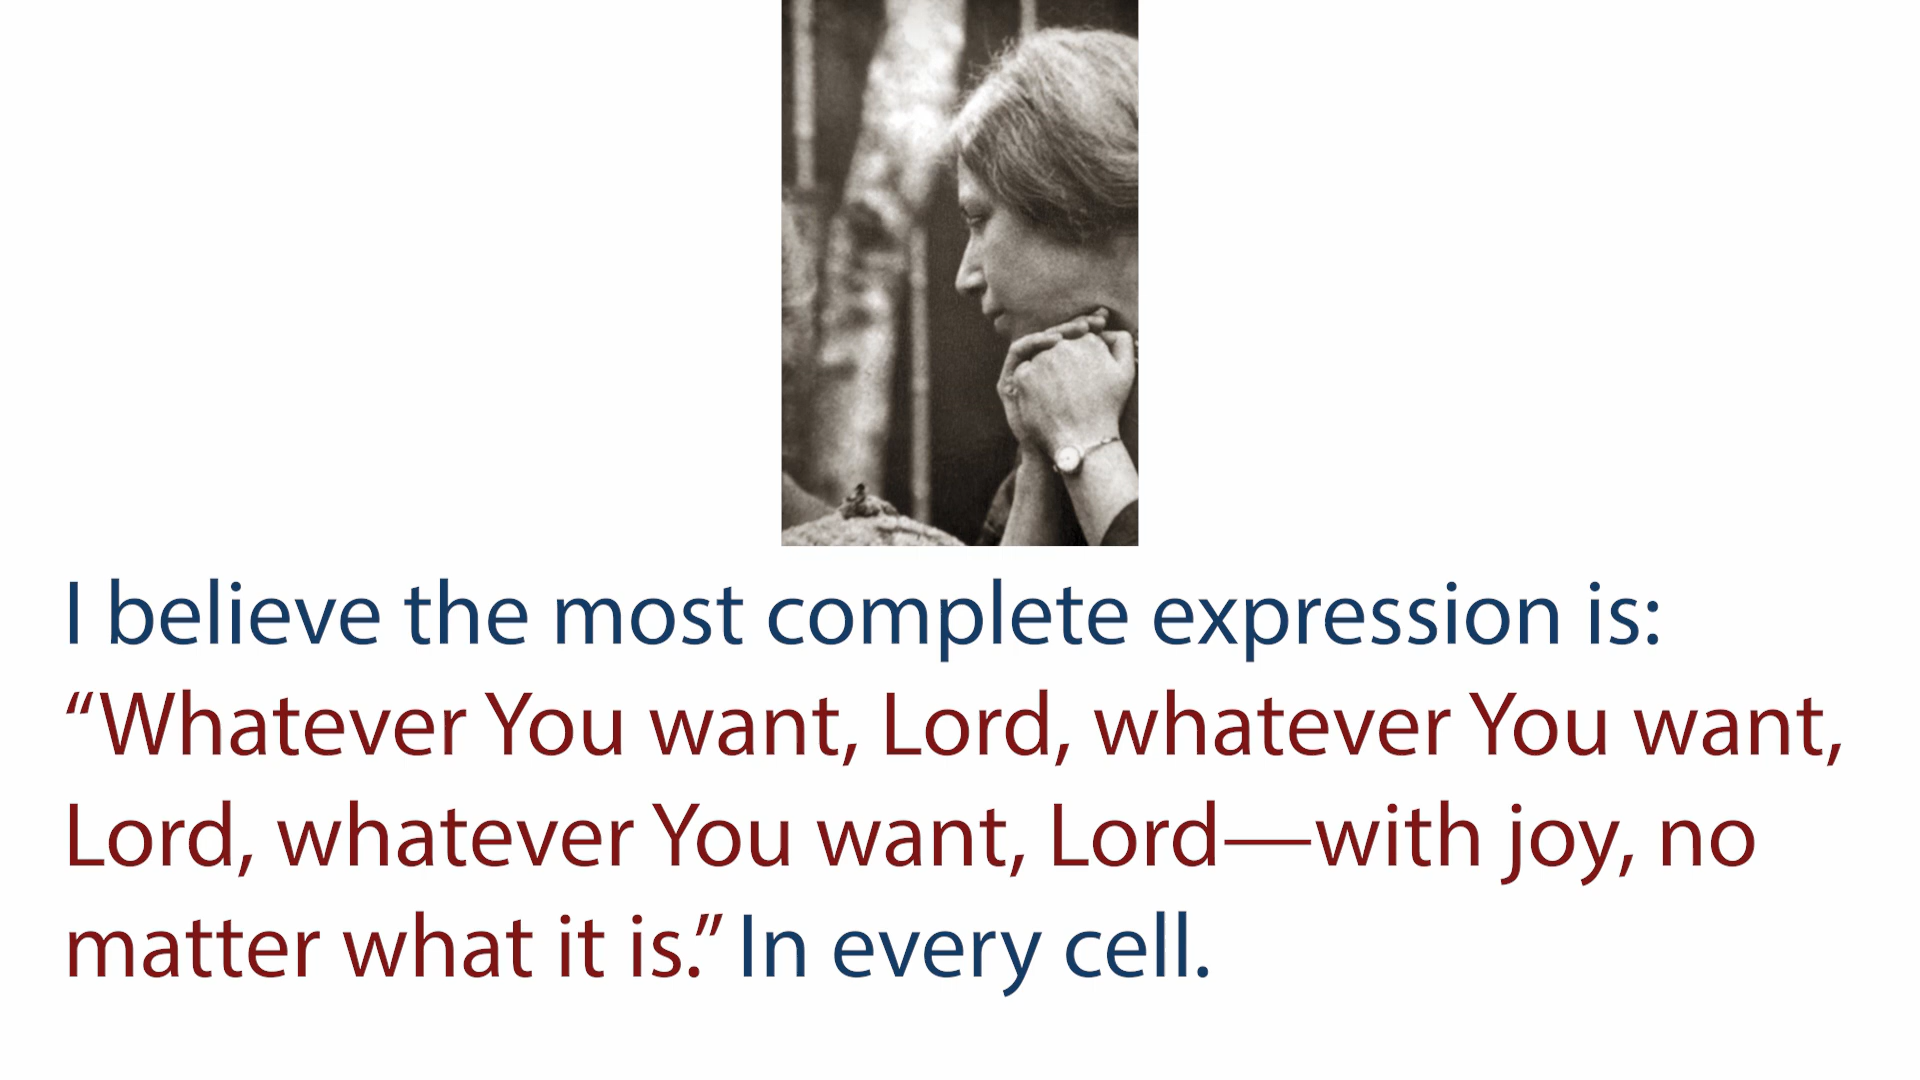 I believe the most complete expression is:
“Whatever You want, Lord, whatever You want,
Lord, whatever You want, Lord—with joy, no
matter what it is.” In every cell.